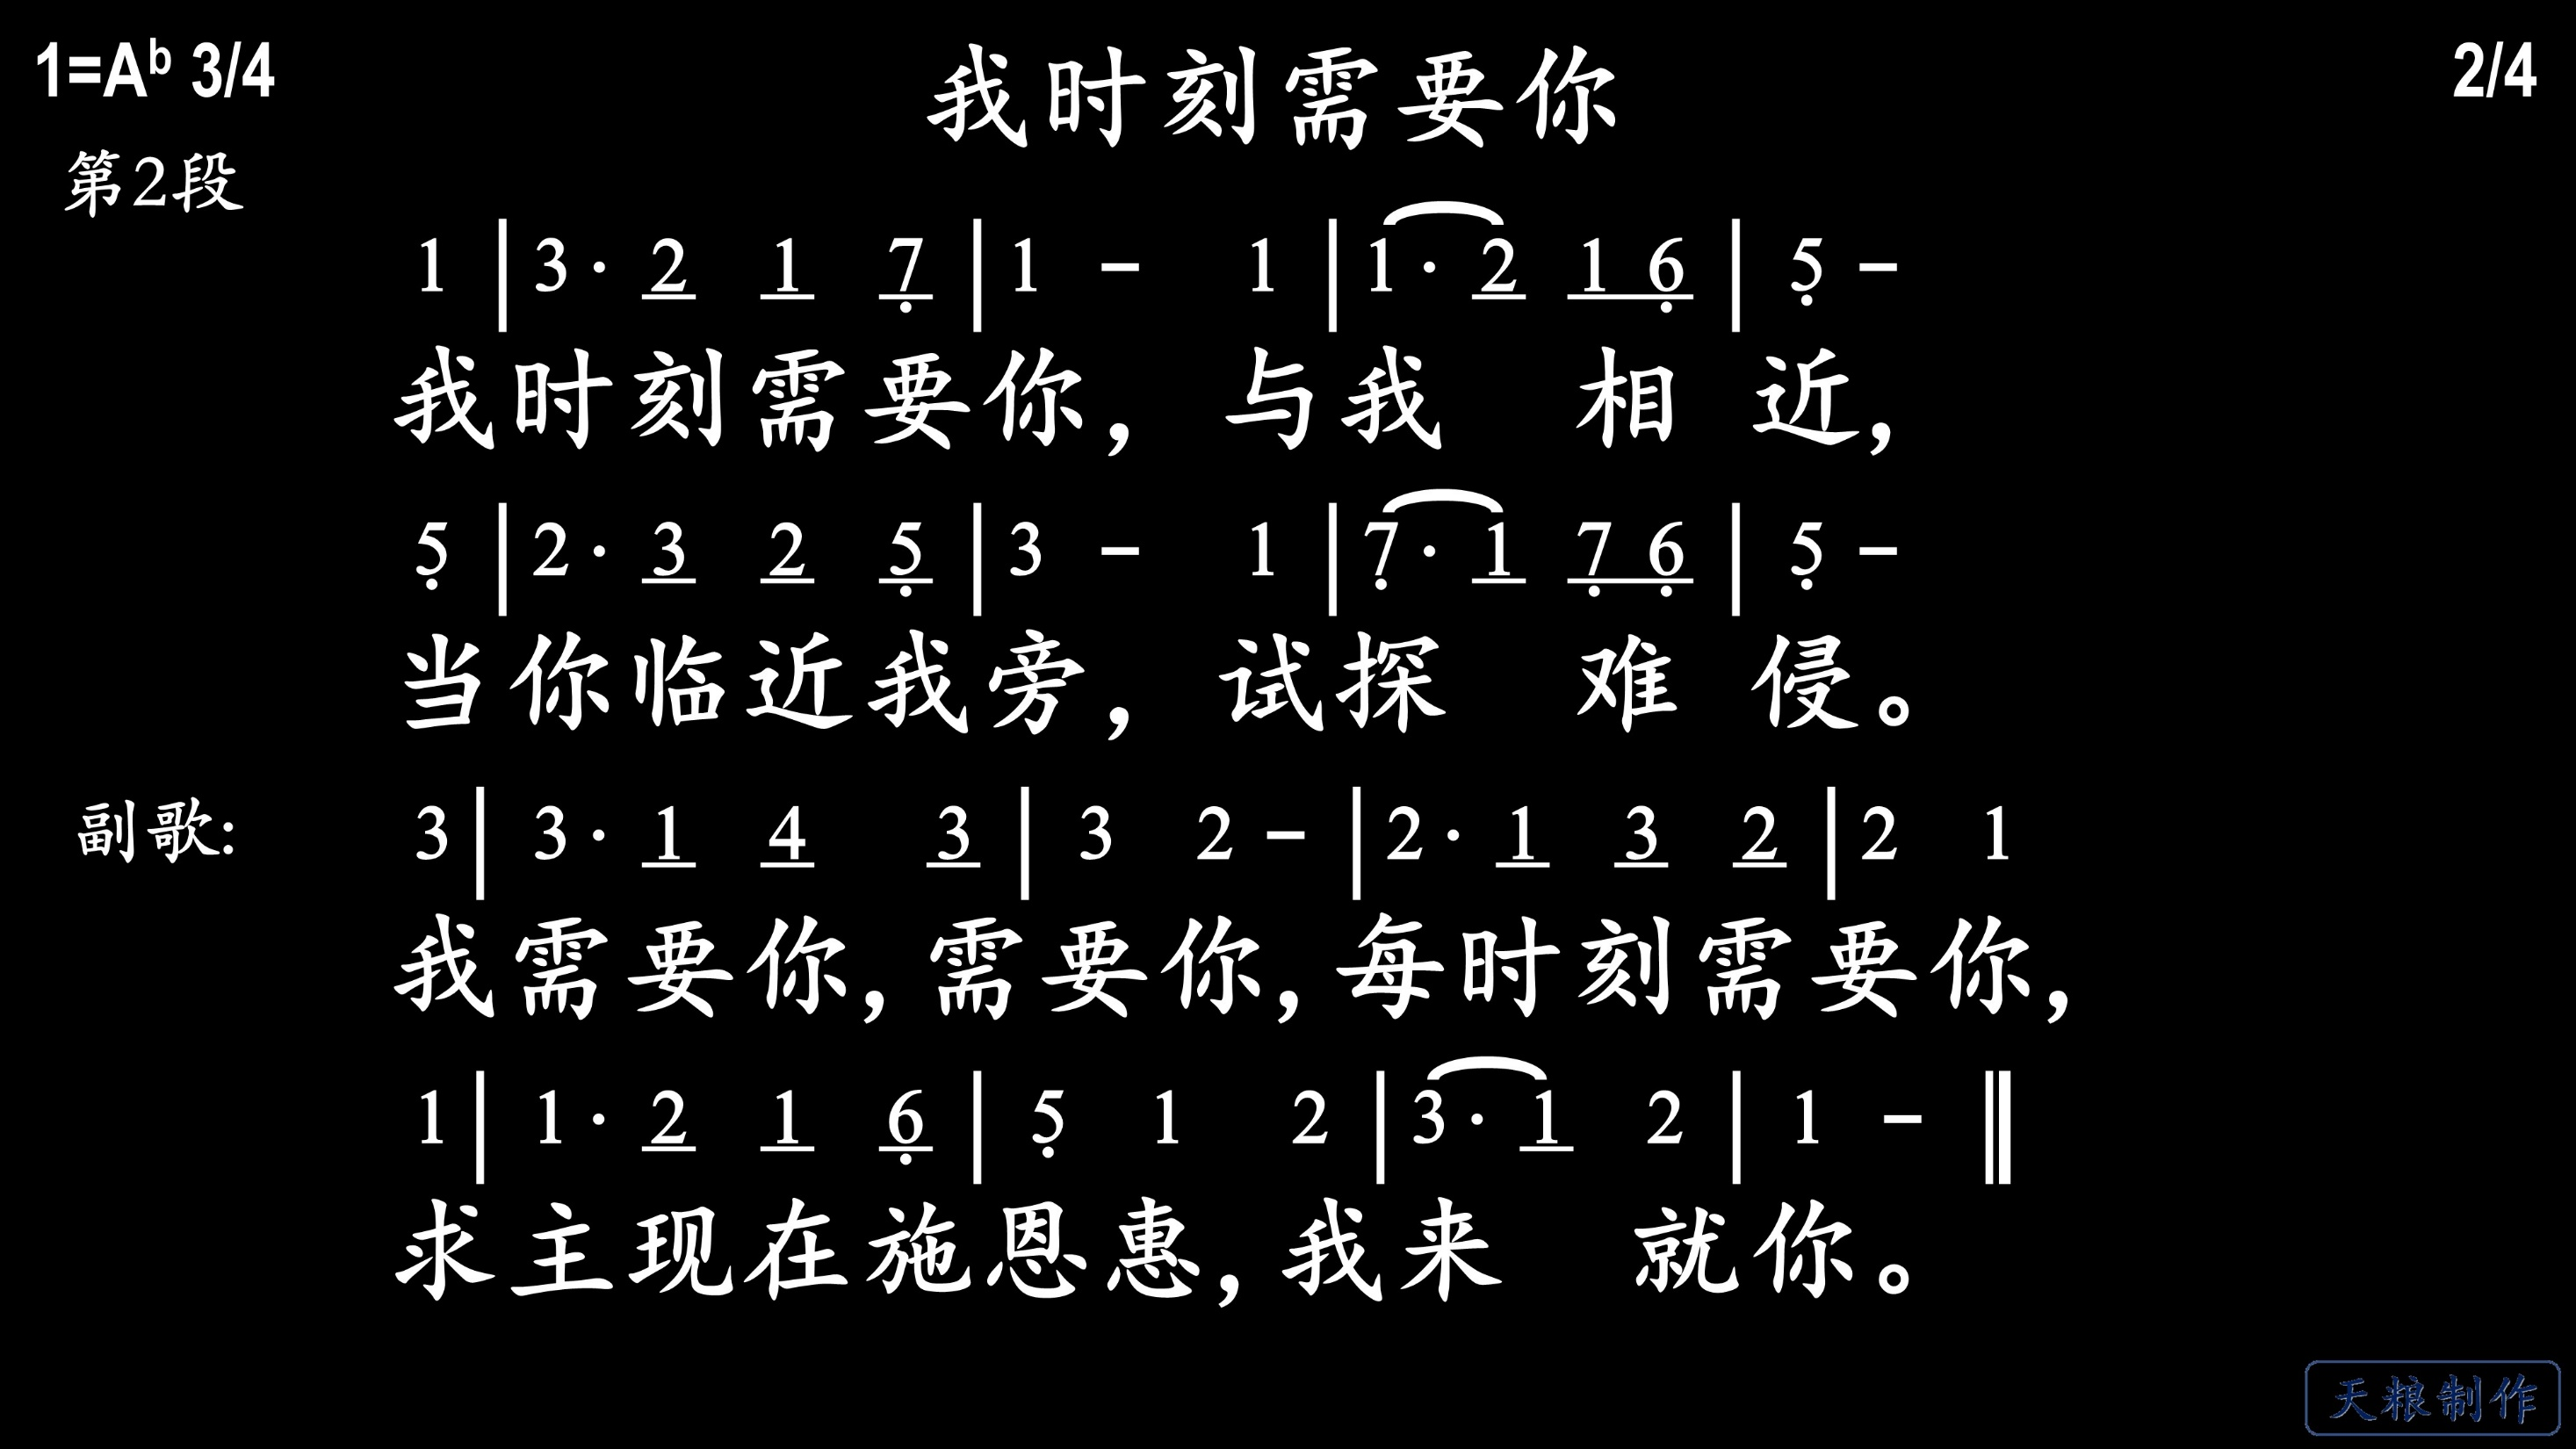 1=Aᵇ 3/4
我时刻需要你
2/4
第2段
1 | 3 · 2 1 7̣ | 1 – 1 | 1 · 2 1 6̣ | 5̣ –
我时刻需要你，与我 相 近，
5̣ | 2 · 3 2 5̣ | 3 – 1 | 7̣ · 1 7̣ 6̣ | 5̣ –
当你临近我旁，试探 难 侵。
副歌: 3 | 3 · 1 4 3 | 3 2 – | 2 · 1 3 2 | 2 1
我需要你，需要你，每时刻需要你，
1 | 1 · 2 1 6̣ | 5̣ 1 2 | 3 · 1 2 | 1 – ‖
求主现在施恩惠，我来 就你。
天粮制作